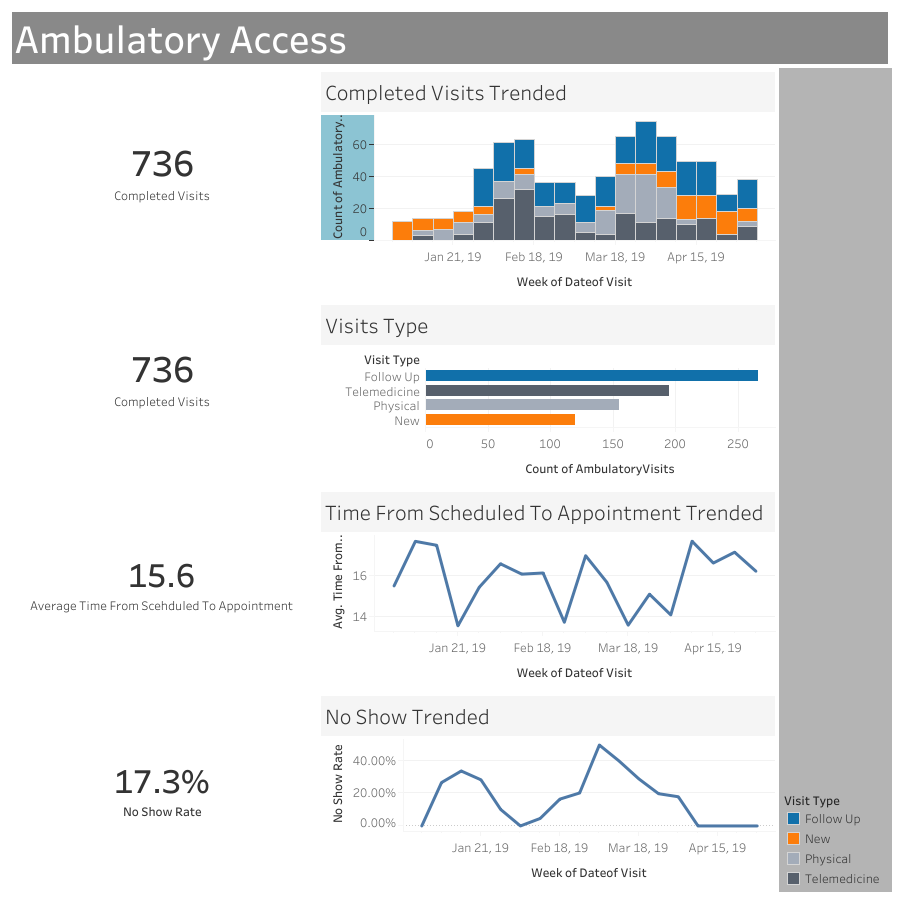 Ambulatory Access
736
Completed Visits
Completed Visits Trended
Count of Ambulatory..
60
40
20
0
Jan 21, 19 Feb 18, 19 Mar 18, 19 Apr 15, 19
Week of Dateof Visit
736
Completed Visits
Visits Type
Visit Type
Follow Up
Telemedicine
Physical
New
0 50 100 150 200 250
Count of AmbulatoryVisits
15.6
Average Time From Scehduled To Appointment
Time From Scheduled To Appointment Trended
Avg. Time From..
16
14
Jan 21, 19 Feb 18, 19 Mar 18, 19 Apr 15, 19
Week of Dateof Visit
17.3%
No Show Rate
No Show Trended
No Show Rate
40.00%
20.00%
0.00%
Jan 21, 19 Feb 18, 19 Mar 18, 19 Apr 15, 19
Week of Dateof Visit
Visit Type
Follow Up
New
Physical
Telemedicine